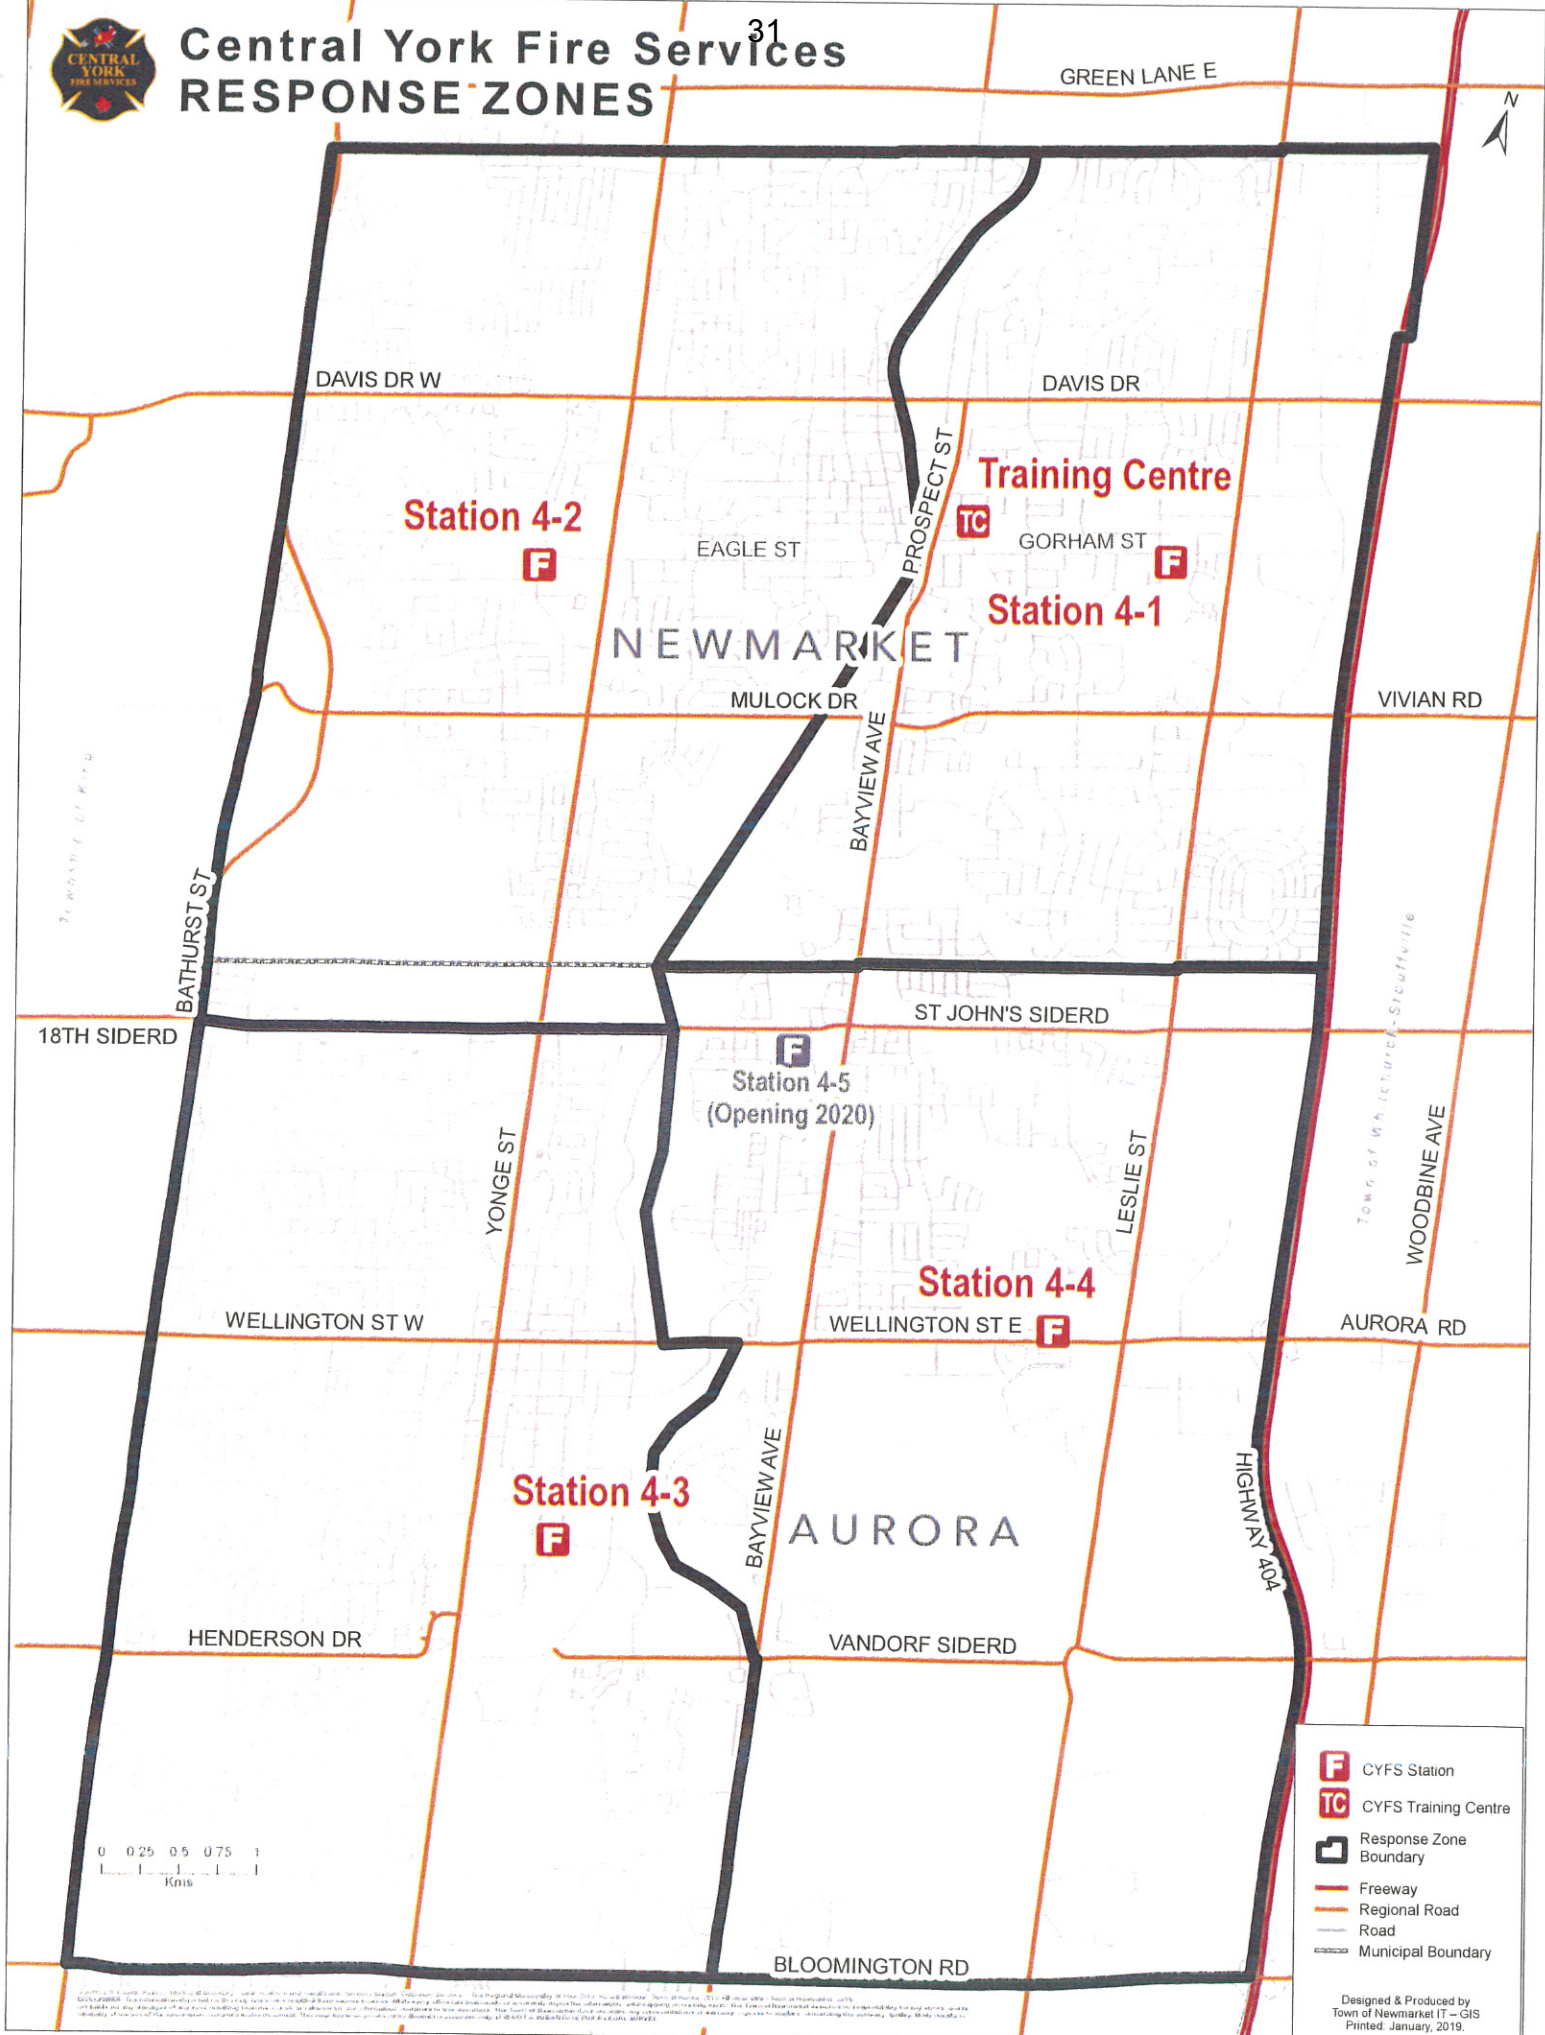 31
CENTRAL
YORK
FIRE SERVICES
Central York Fire Services
RESPONSE ZONES
GREEN LANE E
N
DAVIS DR W
DAVIS DR
PROSPECT ST
Training Centre
TC
Station 4-2
F
EAGLE ST
GORHAM ST
F
Station 4-1
NEWMARKET
MULOCK DR
VIVIAN RD
BAYVIEW AVE
BATHURST ST
18TH SIDERD
ST JOHN'S SIDERD
F
Station 4-5
(Opening 2020)
Town of Whitchurch-Stouffville
YONGE ST
LESLIE ST
WOODBINE AVE
Station 4-4
WELLINGTON ST W
WELLINGTON ST E
F
AURORA RD
Station 4-3
F
BAYVIEW AVE
AURORA
HIGHWAY 404
HENDERSON DR
VANDORF SIDERD
BLOOMINGTON RD
0 0.25 0.5 0.75 1
Kms
F CYFS Station
TC CYFS Training Centre
Response Zone
Boundary
Freeway
Regional Road
Road
Municipal Boundary
Designed & Produced by
Town of Newmarket IT – GIS
Printed: January, 2019.